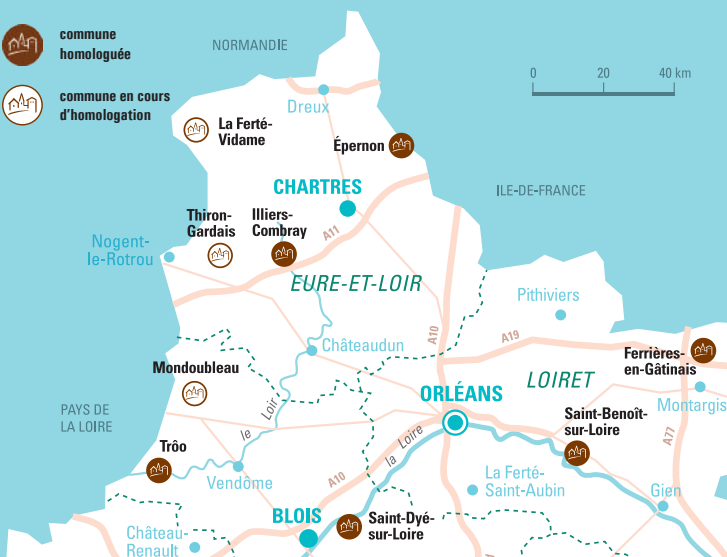 commune
homologuée
commune en cours
d'homologation
NORMANDIE
0 20 40 km
Dreux
La Ferté-
Vidame
Épernon
CHARTRES
ILE-DE-FRANCE
Thiron-
Gardais
Illiers-
Combray
A11
Nogent-
le-Rotrou
EURE-ET-LOIR
Pithiviers
Châteaudun
A10
A19
Ferrières-
en-Gâtinais
Mondoubleau
LOIRET
ORLÉANS
Montargis
PAYS DE
LA LOIRE
le Loir
Saint-Benoît-
sur-Loire
A77
Trôo
la Loire
Vendôme
A10
La Ferté-
Saint-Aubin
Gien
BLOIS
Saint-Dyé-
sur-Loire
Château-
Renault